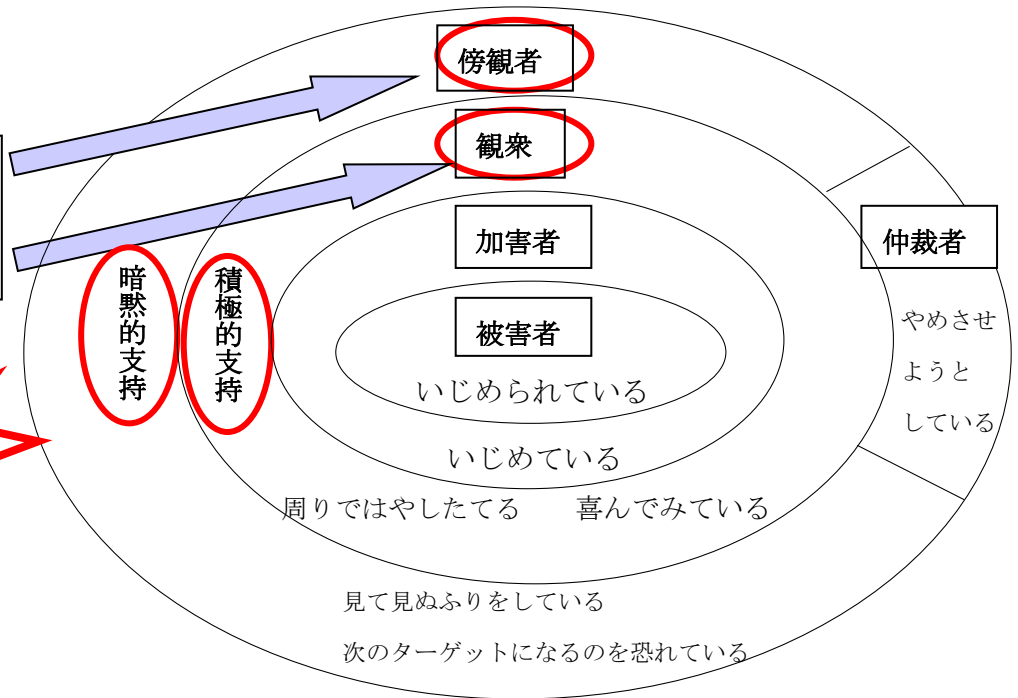 傍観者
観衆
加害者
仲裁者
暗黙的支持
積極的支持
被害者
やめさせ
ようと
している
いじめられている
いじめている
周りではやしたてる　喜んでみている
見て見ぬふりをしている
次のターゲットになるのを恐れている